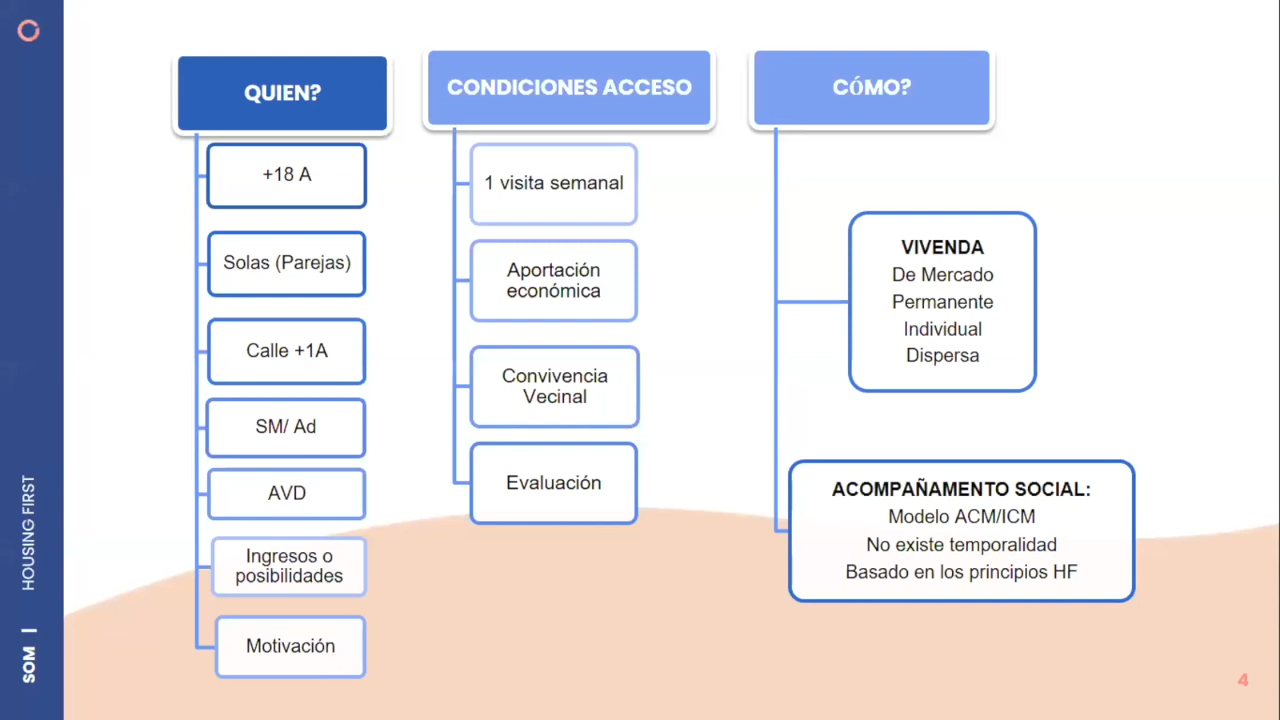 QUIEN?
+18 A
Solas (Parejas)
Calle +1A
SM/ Ad
AVD
Ingresos o
posibilidades
Motivación
CONDICIONES ACCESO
1 visita semanal
Aportación
económica
Convivencia
Vecinal
Evaluación
CÓMO?
VIVENDA
De Mercado
Permanente
Individual
Dispersa
ACOMPAÑAMENTO SOCIAL:
Modelo ACM/ICM
No existe temporalidad
Basado en los principios HF
SOM | HOUSING FIRST
4